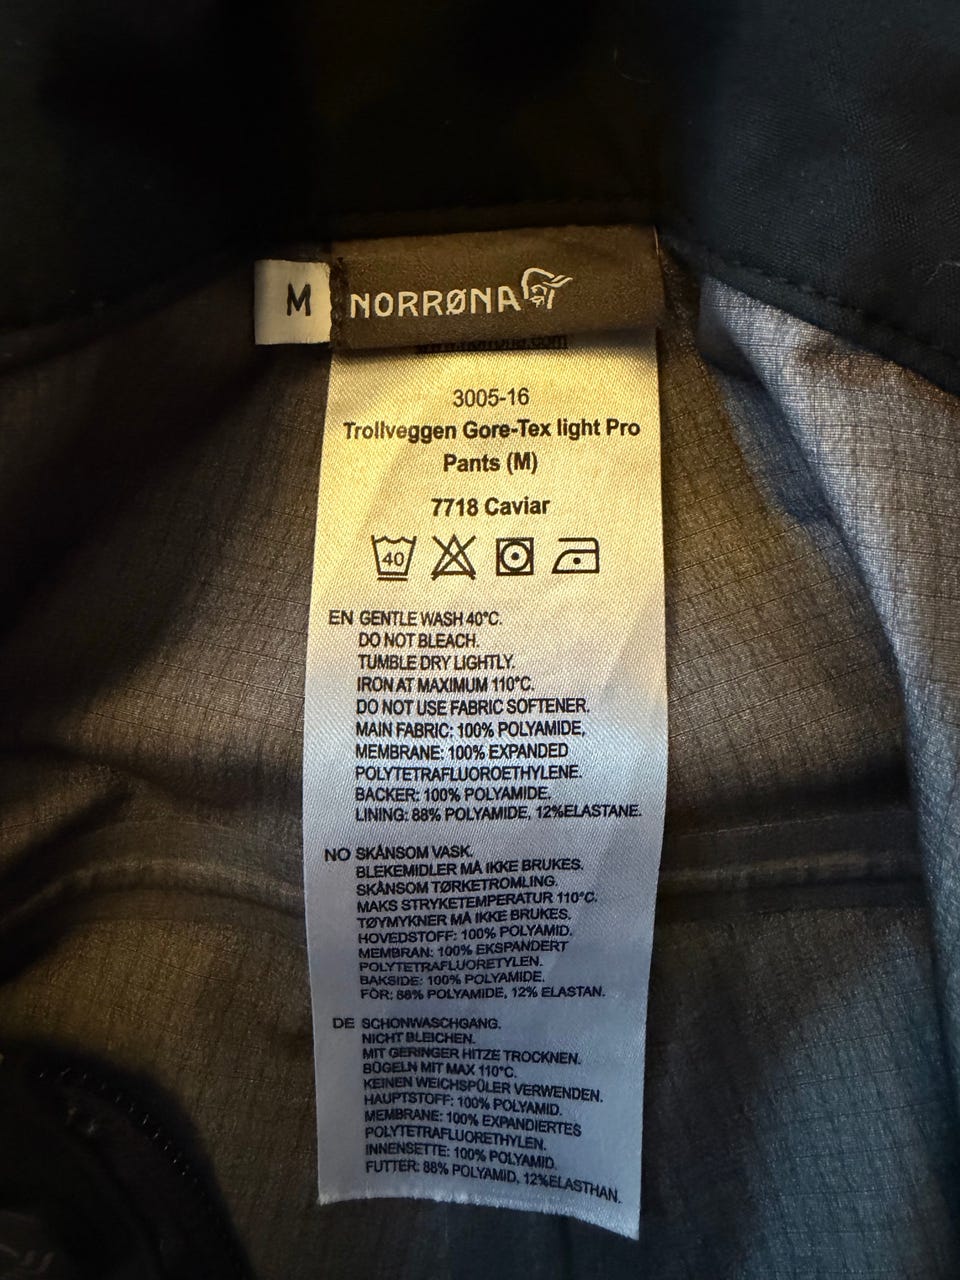 M
NORRØNA
www.norrona.com
3005-16
Trollveggen Gore-Tex light Pro
Pants (M)
7718 Caviar
40
EN GENTLE WASH 40°C.
DO NOT BLEACH.
TUMBLE DRY LIGHTLY.
IRON AT MAXIMUM 110°C.
DO NOT USE FABRIC SOFTENER.
MAIN FABRIC: 100% POLYAMIDE,
MEMBRANE: 100% EXPANDED
POLYTETRAFLUOROETHYLENE.
BACKER: 100% POLYAMIDE.
LINING: 88% POLYAMIDE, 12%ELASTANE.
NO SKÅNSOM VASK.
BLEKEMIDLER MÅ IKKE BRUKES.
SKÅNSOM TØRKETROMLING.
MAKS STRYKETEMPERATUR 110°C.
TØYMYKNER MÅ IKKE BRUKES.
HOVEDSTOFF: 100% POLYAMID.
MEMBRAN: 100% EKSPANDERT
POLYTETRAFLUORETYLEN.
BAKSIDE: 100% POLYAMIDE.
FÔR: 88% POLYAMIDE, 12% ELASTAN.
DE SCHONWASCHGANG.
NICHT BLEICHEN.
MIT GERINGER HITZE TROCKNEN.
BÜGELN MIT MAX 110°C.
KEINEN WEICHSPÜLER VERWENDEN.
HAUPTSTOFF: 100% POLYAMID.
MEMBRANE: 100% EXPANDIERTES
POLYTETRAFLUORETHYLEN.
INNENSETTE: 100% POLYAMID.
FUTTER: 88% POLYAMID, 12%ELASTHAN.